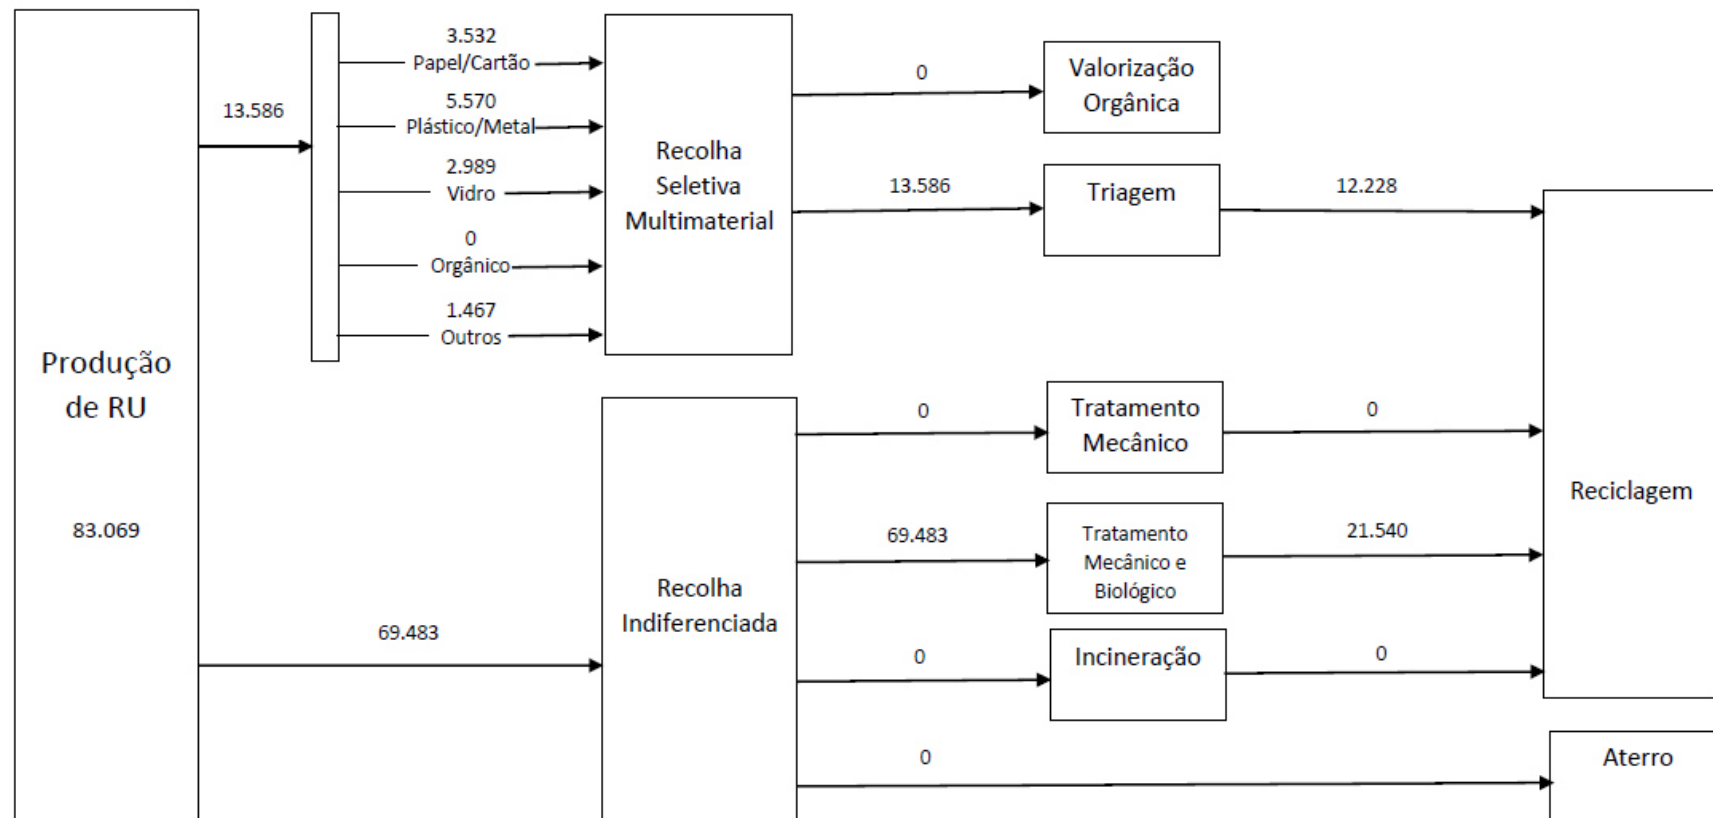 Produção
de RU
83.069
13.586
3.532
Papel/Cartão
5.570
Plástico/Metal
2.989
Vidro
0
Orgânico
1.467
Outros
Recolha
Seletiva
Multimaterial
0
Valorização
Orgânica
13.586
Triagem
12.228
69.483
Recolha
Indiferenciada
0
Tratamento
Mecânico
0
69.483
Tratamento
Mecânico e
Biológico
21.540
0
Incineração
0
Reciclagem
0
Aterro